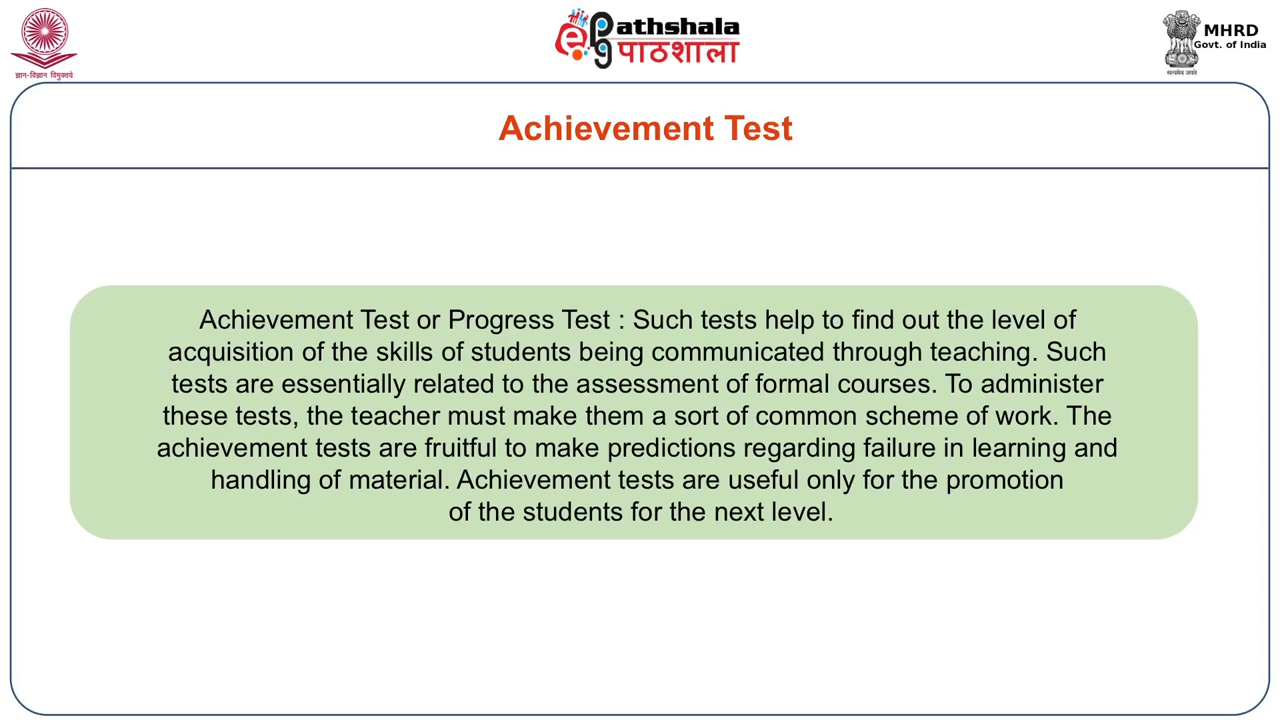 ज्ञान-विज्ञान विमुक्तये
ePG Pathshala
पाठशाला
MHRD
Govt. of India
सत्यमेव जयते
Achievement Test
Achievement Test or Progress Test : Such tests help to find out the level of
acquisition of the skills of students being communicated through teaching. Such
tests are essentially related to the assessment of formal courses. To administer
these tests, the teacher must make them a sort of common scheme of work. The
achievement tests are fruitful to make predictions regarding failure in learning and
handling of material. Achievement tests are useful only for the promotion
of the students for the next level.